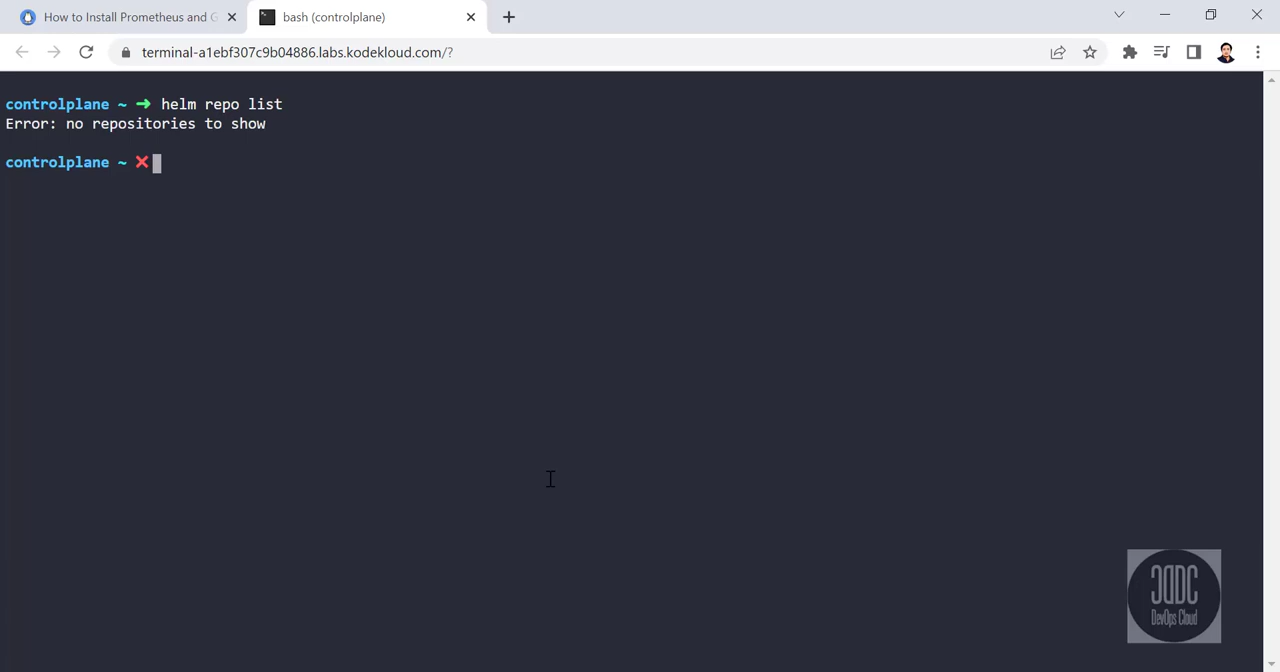 How to Install Prometheus and G
bash (controlplane)
terminal-a1ebf307c9b04886.labs.kodekloud.com/?
controlplane ~ ➜ helm repo list
Error: no repositories to show
controlplane ~ ✖
DevOps Cloud